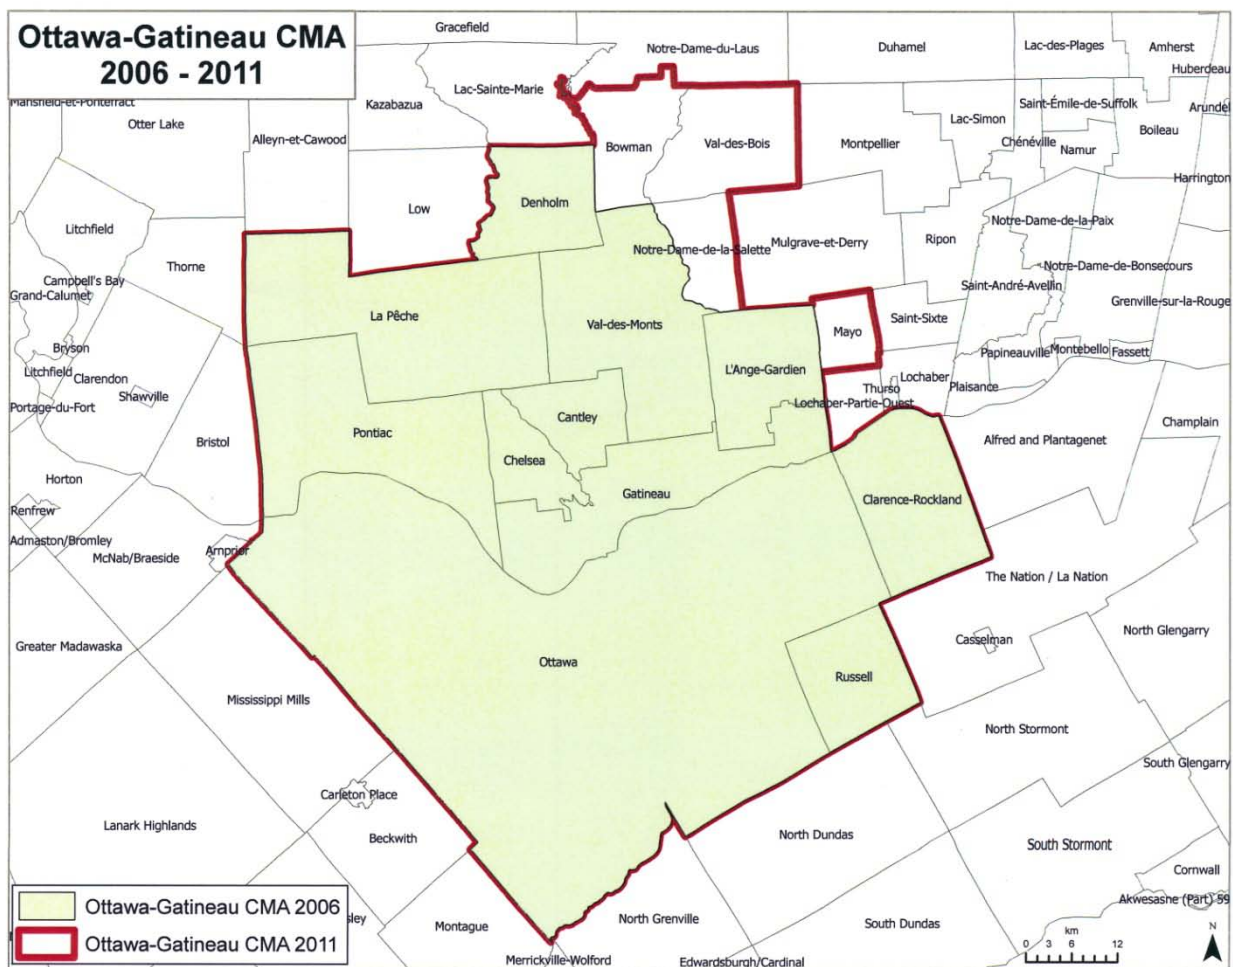 Ottawa-Gatineau CMA
2006 - 2011
Gracefield
Notre-Dame-du-Laus
Duhamel
Lac-des-Plages
Amherst
Huberdeau
Mansfield-et-Pontefract
Otter Lake
Alleyn-et-Cawood
Kazabazua
Lac-Sainte-Marie
Bowman
Val-des-Bois
Montpellier
Lac-Simon
Saint-Émile-de-Suffolk
Arundel
Chénéville
Namur
Boileau
Harrington
Litchfield
Low
Denholm
Thorne
Notre-Dame-de-la-Salette
Mulgrave-et-Derry
Ripon
Notre-Dame-de-la-Paix
Notre-Dame-de-Bonsecours
Campbell's Bay
Grand-Calumet
Saint-André-Avellin
Grenville-sur-la-Rouge
La Pêche
Val-des-Monts
Mayo
Saint-Sixte
Bryson
Litchfield
Clarendon
Shawville
Portage-du-Fort
L'Ange-Gardien
Papineauville
Montebello
Fassett
Thurso
Lochaber
Plaisance
Lochaber-Partie-Ouest
Bristol
Pontiac
Cantley
Chelsea
Gatineau
Alfred and Plantagenet
Champlain
Horton
Renfrew
Admaston/Bromley
McNab/Braeside
Arnprior
Clarence-Rockland
The Nation / La Nation
Greater Madawaska
Mississippi Mills
Ottawa
Russell
Casselman
North Glengarry
North Stormont
South Glengarry
Carleton Place
Lanark Highlands
Beckwith
North Dundas
South Stormont
Cornwall
Akwesasne (Part) 59
Montague
North Grenville
South Dundas
Merrickville-Wolford
Edwardsburgh/Cardinal
Ottawa-Gatineau CMA 2006
Ottawa-Gatineau CMA 2011
sley
km
0 3 6 12
N